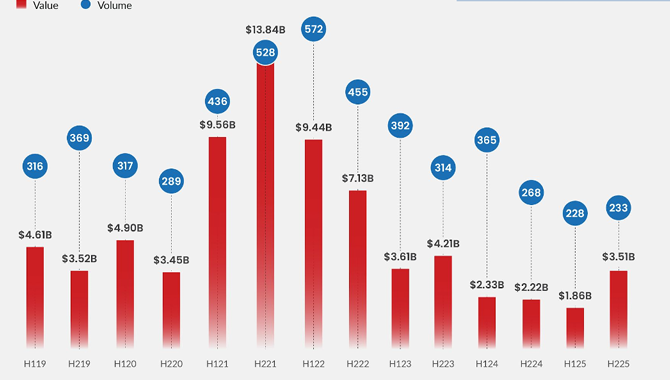 Value Volume
316 369 317 289 436 528 572 455 392 314 365 268 228 233
$4.61B $3.52B $4.90B $3.45B $9.56B $13.84B $9.44B $7.13B $3.61B $4.21B $2.33B $2.22B $1.86B $3.51B
H119 H219 H120 H220 H121 H221 H122 H222 H123 H223 H124 H224 H125 H225